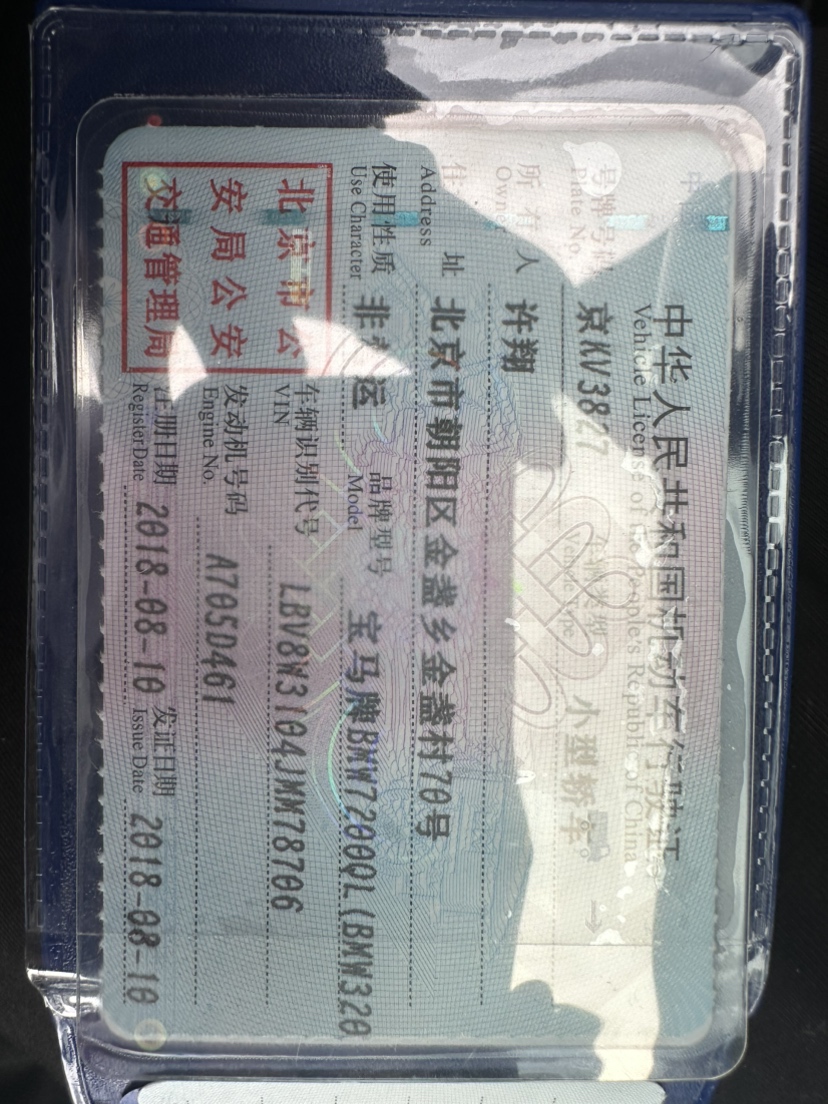 中华人民共和国机动车行驶证
Vehicle License of the People's Republic of China
号牌号码 京KV3827 车辆类型 小型轿车
Plate No. Vehicle Type
所有人 许翔
Owner
住址 北京市朝阳区金盏乡金盏村70号
Address
使用性质 非营运 品牌型号 宝马牌BMW7200QL(BMW320
Use Character Model
北京市公
安局公安
交通管理局
车辆识别代号 LBV8W3104JMM78706
VIN
发动机号码 A705D461
Engine No.
注册日期 2018-08-10 发证日期 2018-08-10
Register Date Issue Date